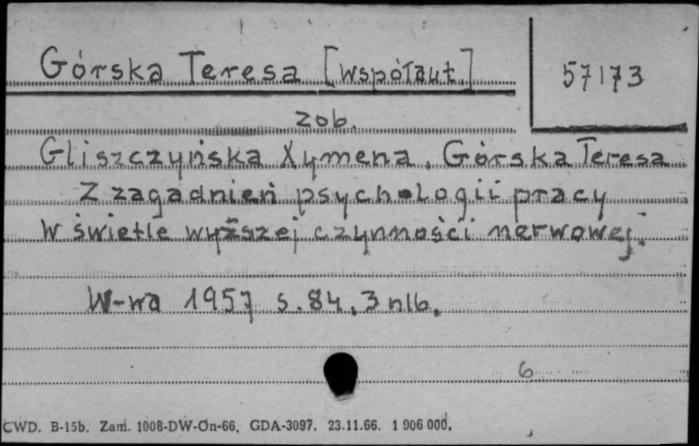 Górska Teresa [współaut.] 57173
zob.
Gliszczyńska Xymena, Górska Teresa
Z zagadnień psychologii pracy
w świetle wyższej czynności nerwowej.
W-wa 1957 s. 84, 3 nlb.
6
CWD. B-15b. Zam. 1008-DW-On-66, GDA-3097. 23.11.66. 1 906 000.